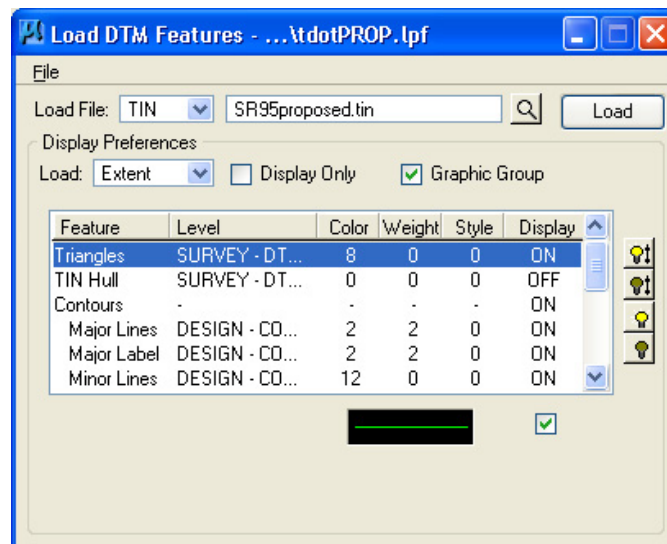 Load DTM Features - ...\tdotPROP.lpf
File
Load File: TIN SR95proposed.tin Load
Display Preferences
Load: Extent Display Only Graphic Group
Feature Level Color Weight Style Display
Triangles SURVEY - DT... 8 0 0 ON
TIN Hull SURVEY - DT... 0 0 0 OFF
Contours - - - - ON
Major Lines DESIGN - CO... 2 2 0 ON
Major Label DESIGN - CO... 2 2 0 ON
Minor Lines DESIGN - CO... 12 0 0 ON